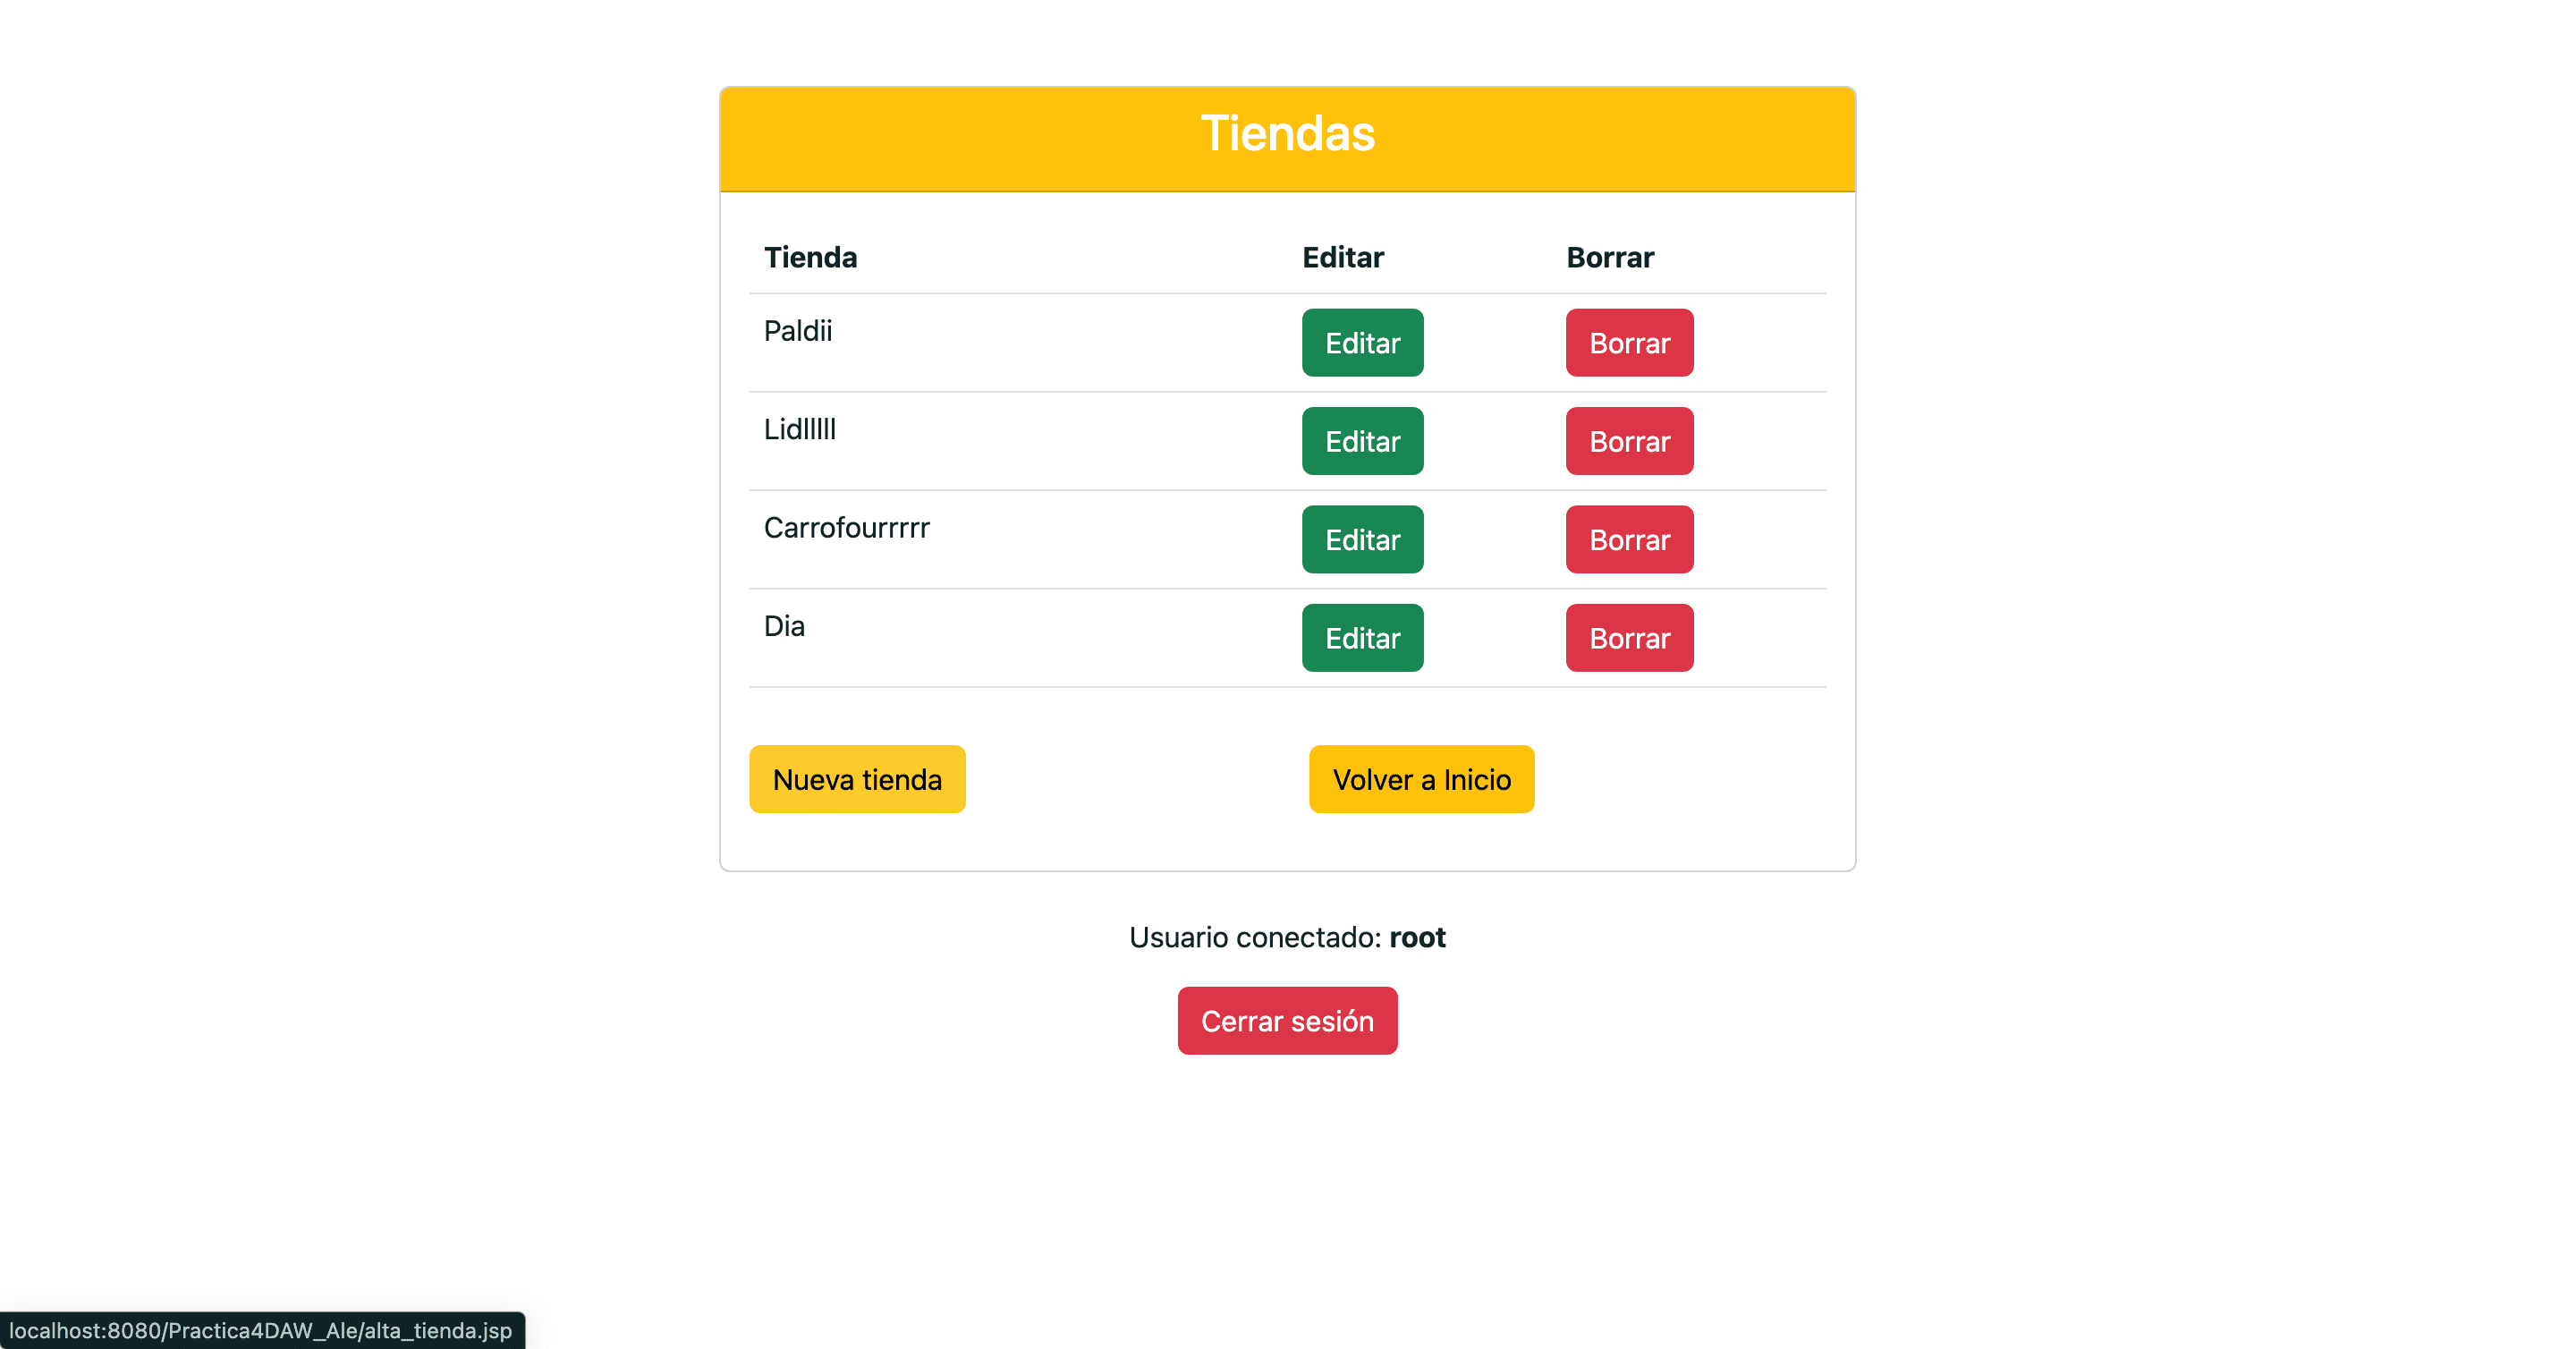 Tiendas
Tienda Editar Borrar
Paldii Editar Borrar
Lidlllll Editar Borrar
Carrofourrrrr Editar Borrar
Dia Editar Borrar
Nueva tienda Volver a Inicio
Usuario conectado: root
Cerrar sesión
localhost:8080/Practica4DAW_Ale/alta_tienda.jsp